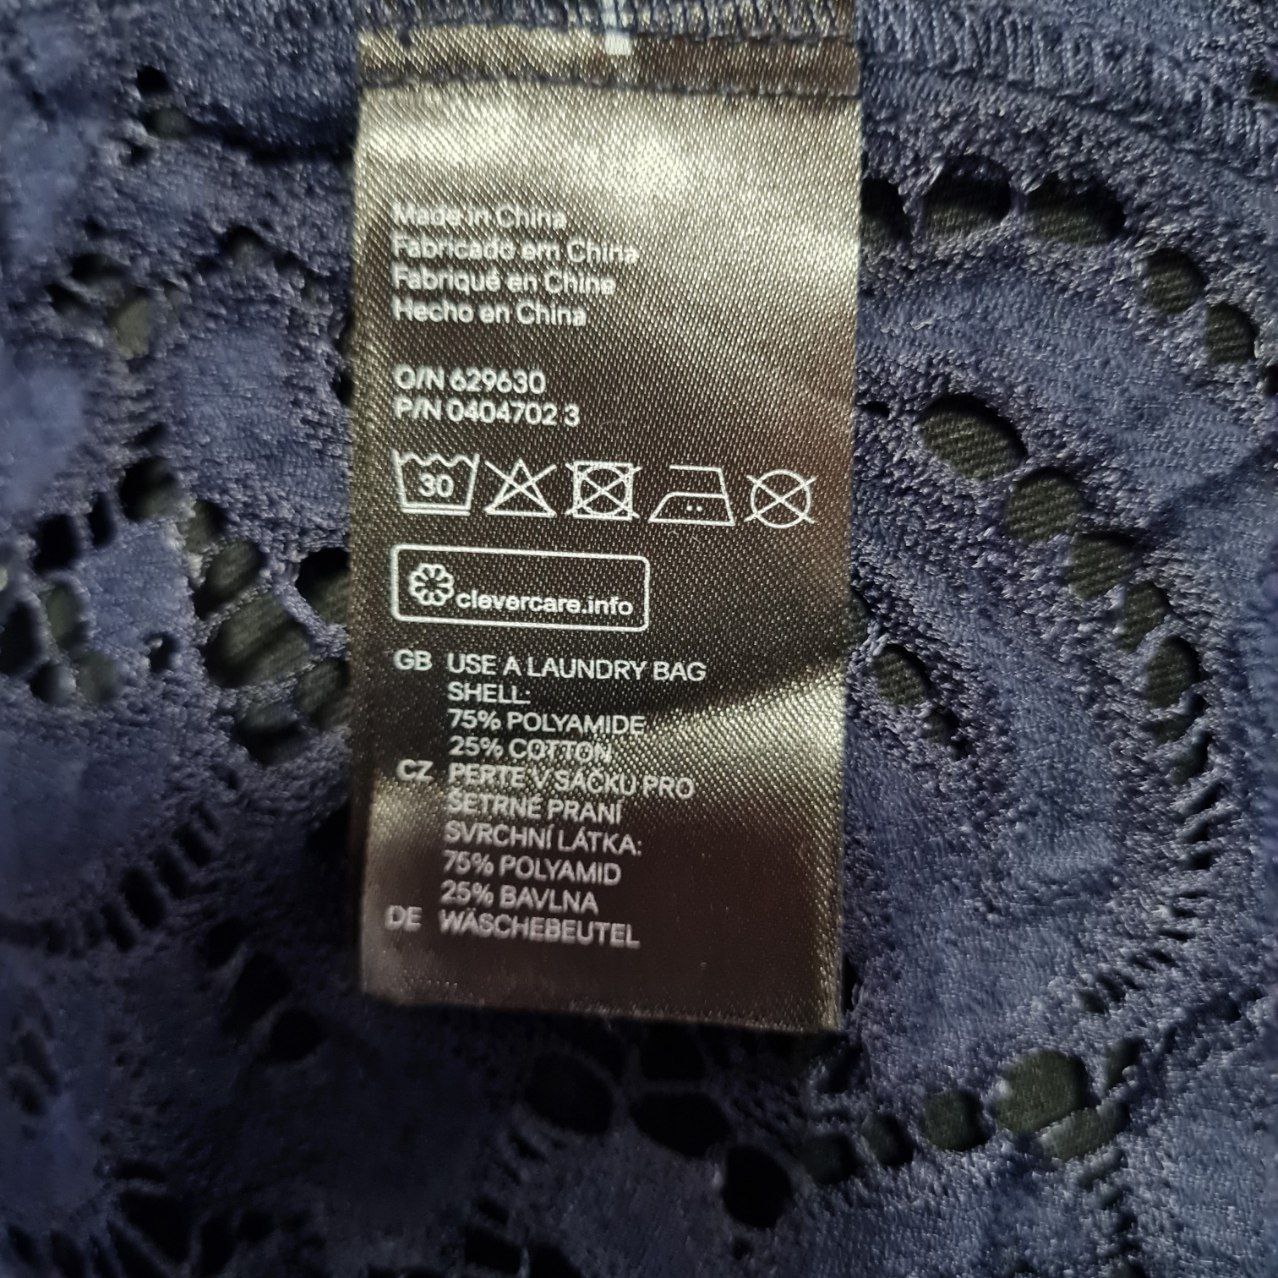 Made in China
Fabricado em China
Fabriqué en Chine
Hecho en China
O/N 629630
P/N 0404702 3
30
clevercare.info
GB USE A LAUNDRY BAG
SHELL:
75% POLYAMIDE
25% COTTON
CZ PERTE V SÁČKU PRO
ŠETRNÉ PRANÍ
SVRCHNÍ LÁTKA:
75% POLYAMID
25% BAVLNA
DE WÄSCHEBEUTEL